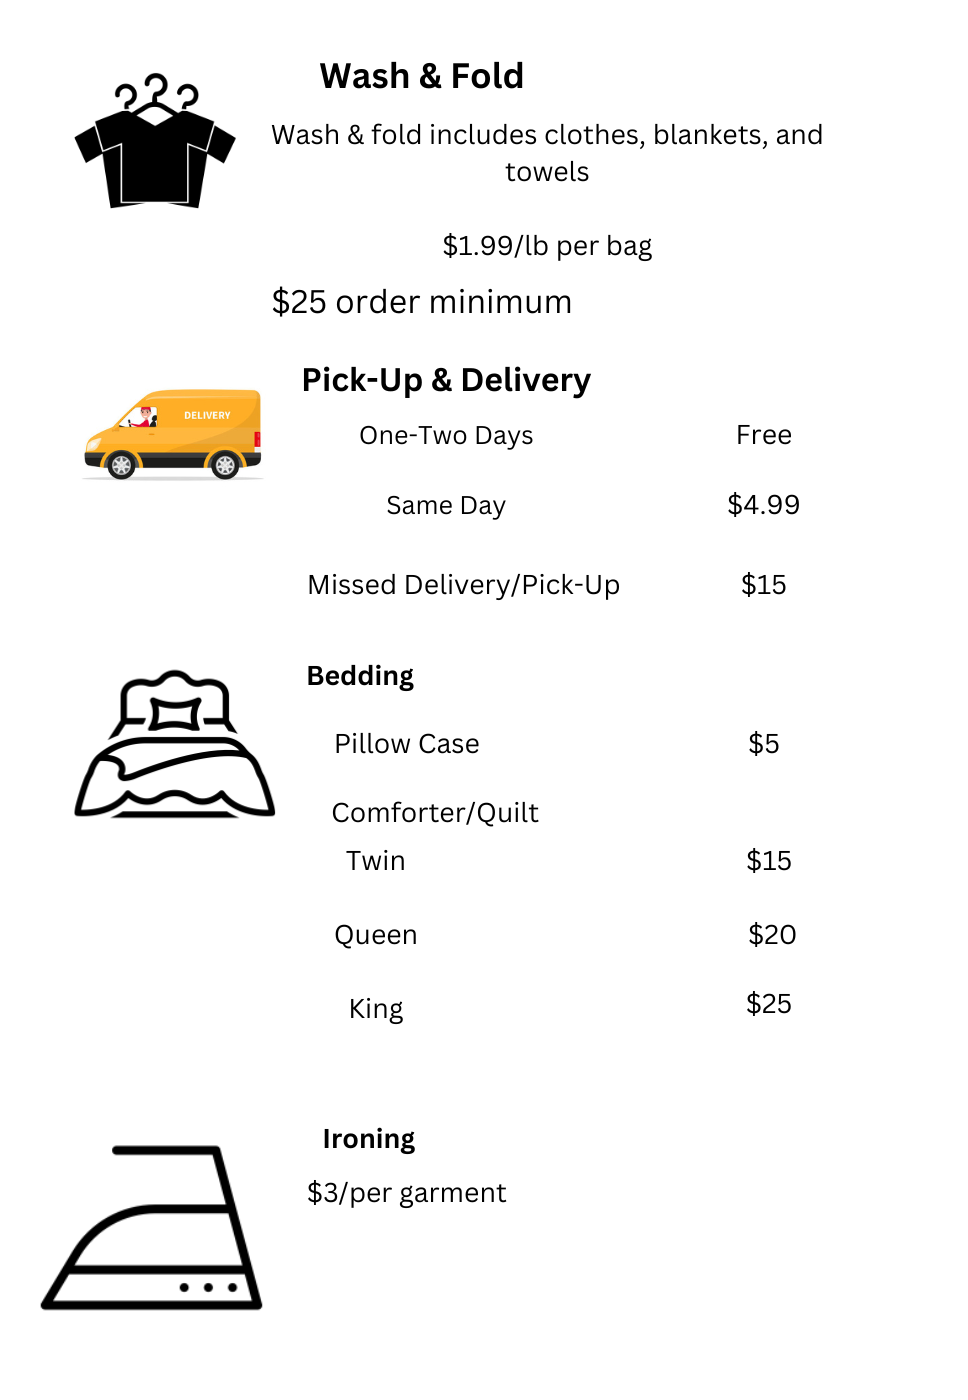 Wash & Fold
Wash & fold includes clothes, blankets, and
towels
$1.99/lb per bag
$25 order minimum
Pick-Up & Delivery
DELIVERY
One-Two Days Free
Same Day $4.99
Missed Delivery/Pick-Up $15
Bedding
Pillow Case $5
Comforter/Quilt
Twin $15
Queen $20
King $25
Ironing
$3/per garment